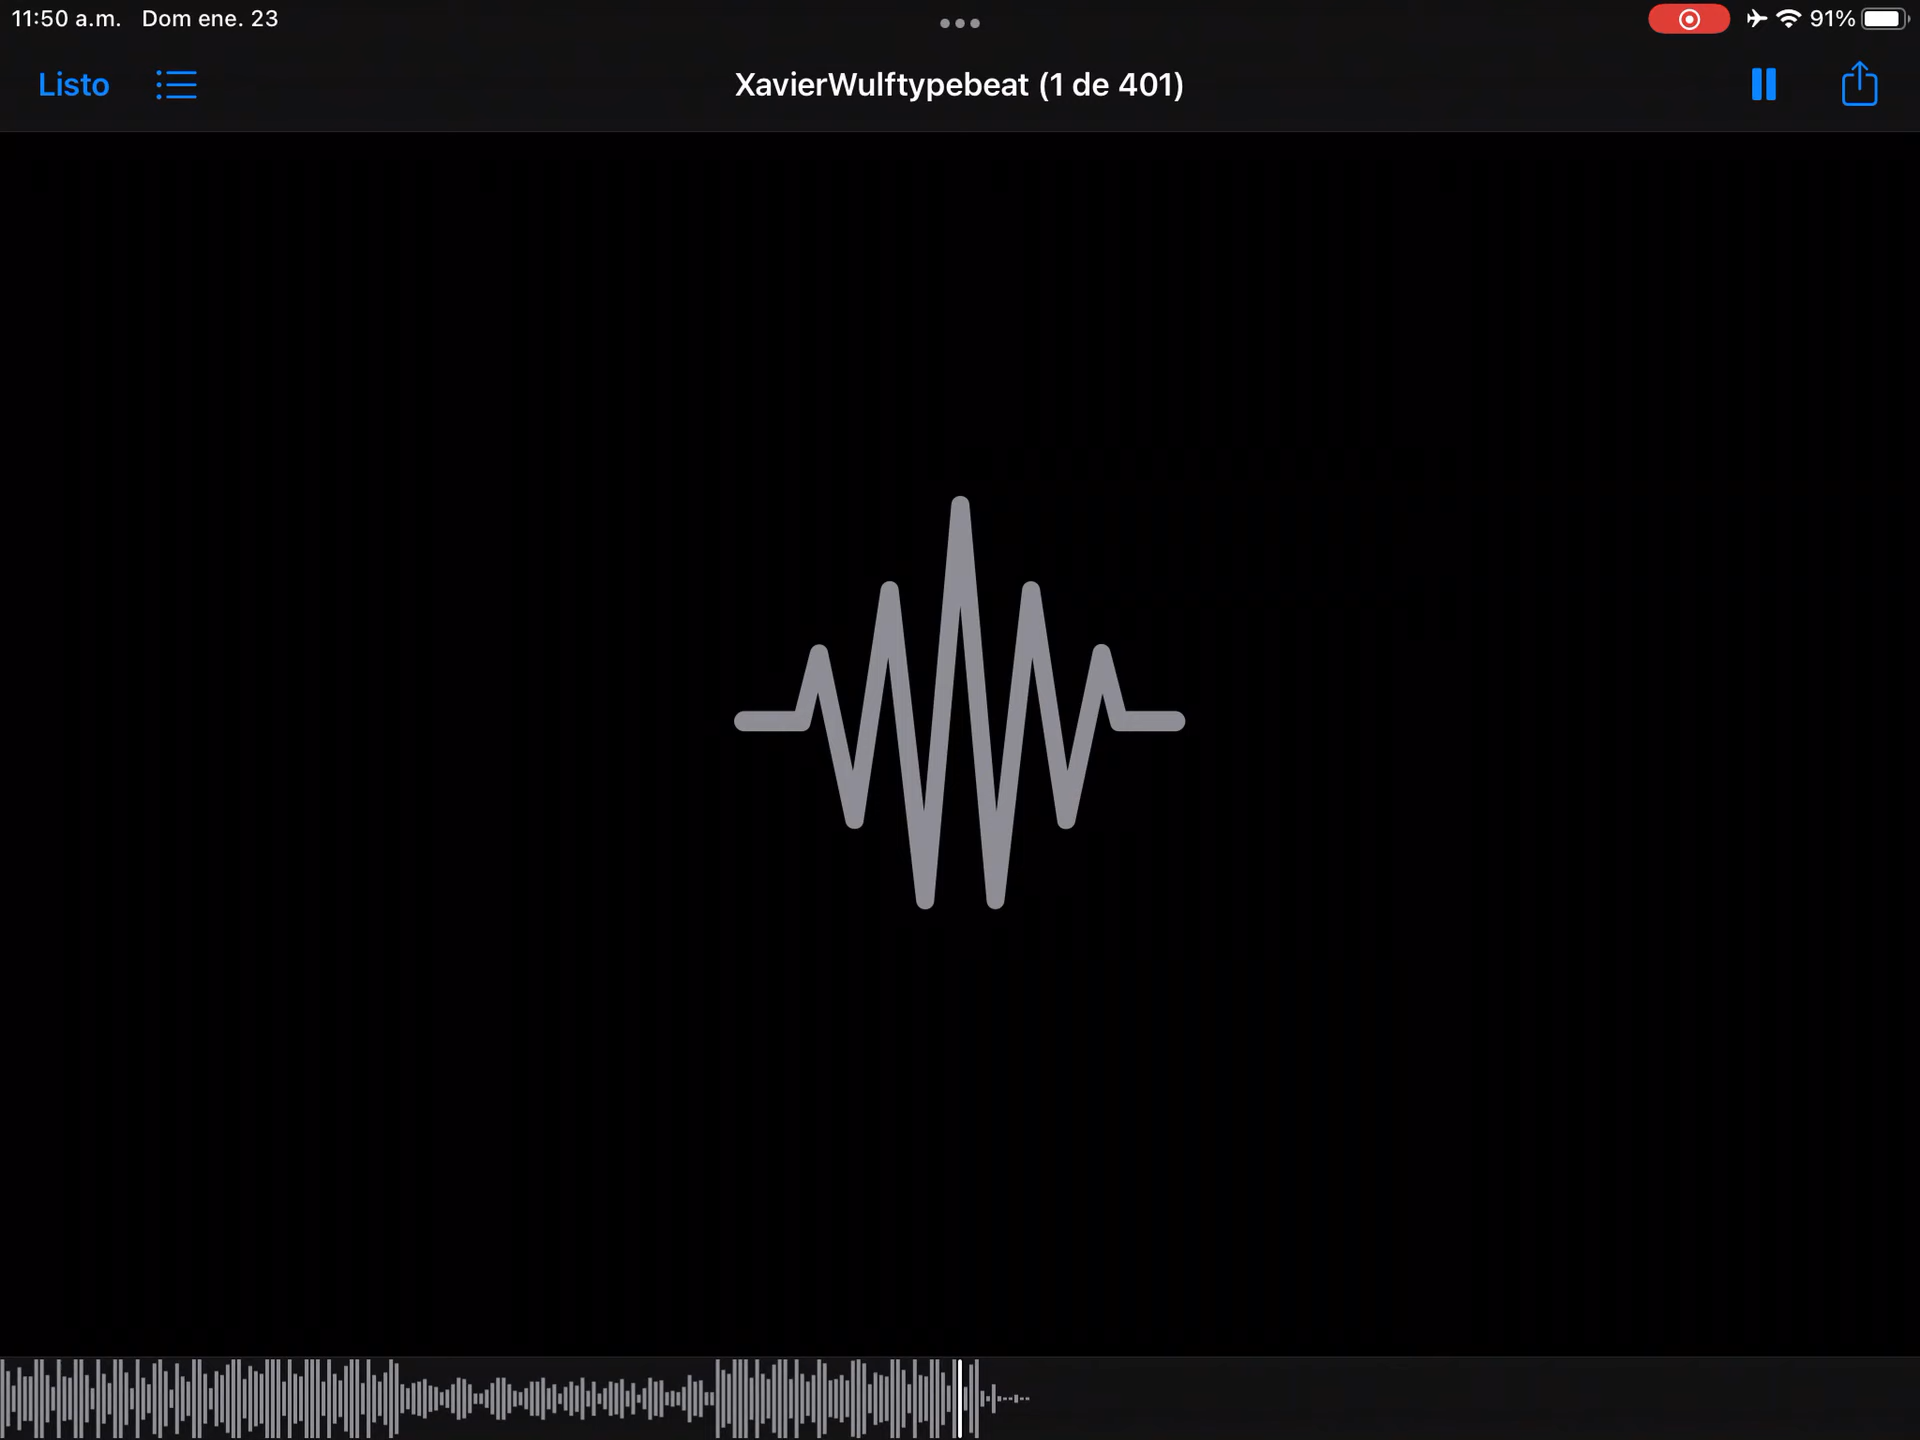 11:50 a.m. Dom ene. 23 91%
Listo XavierWulftypebeat (1 de 401)